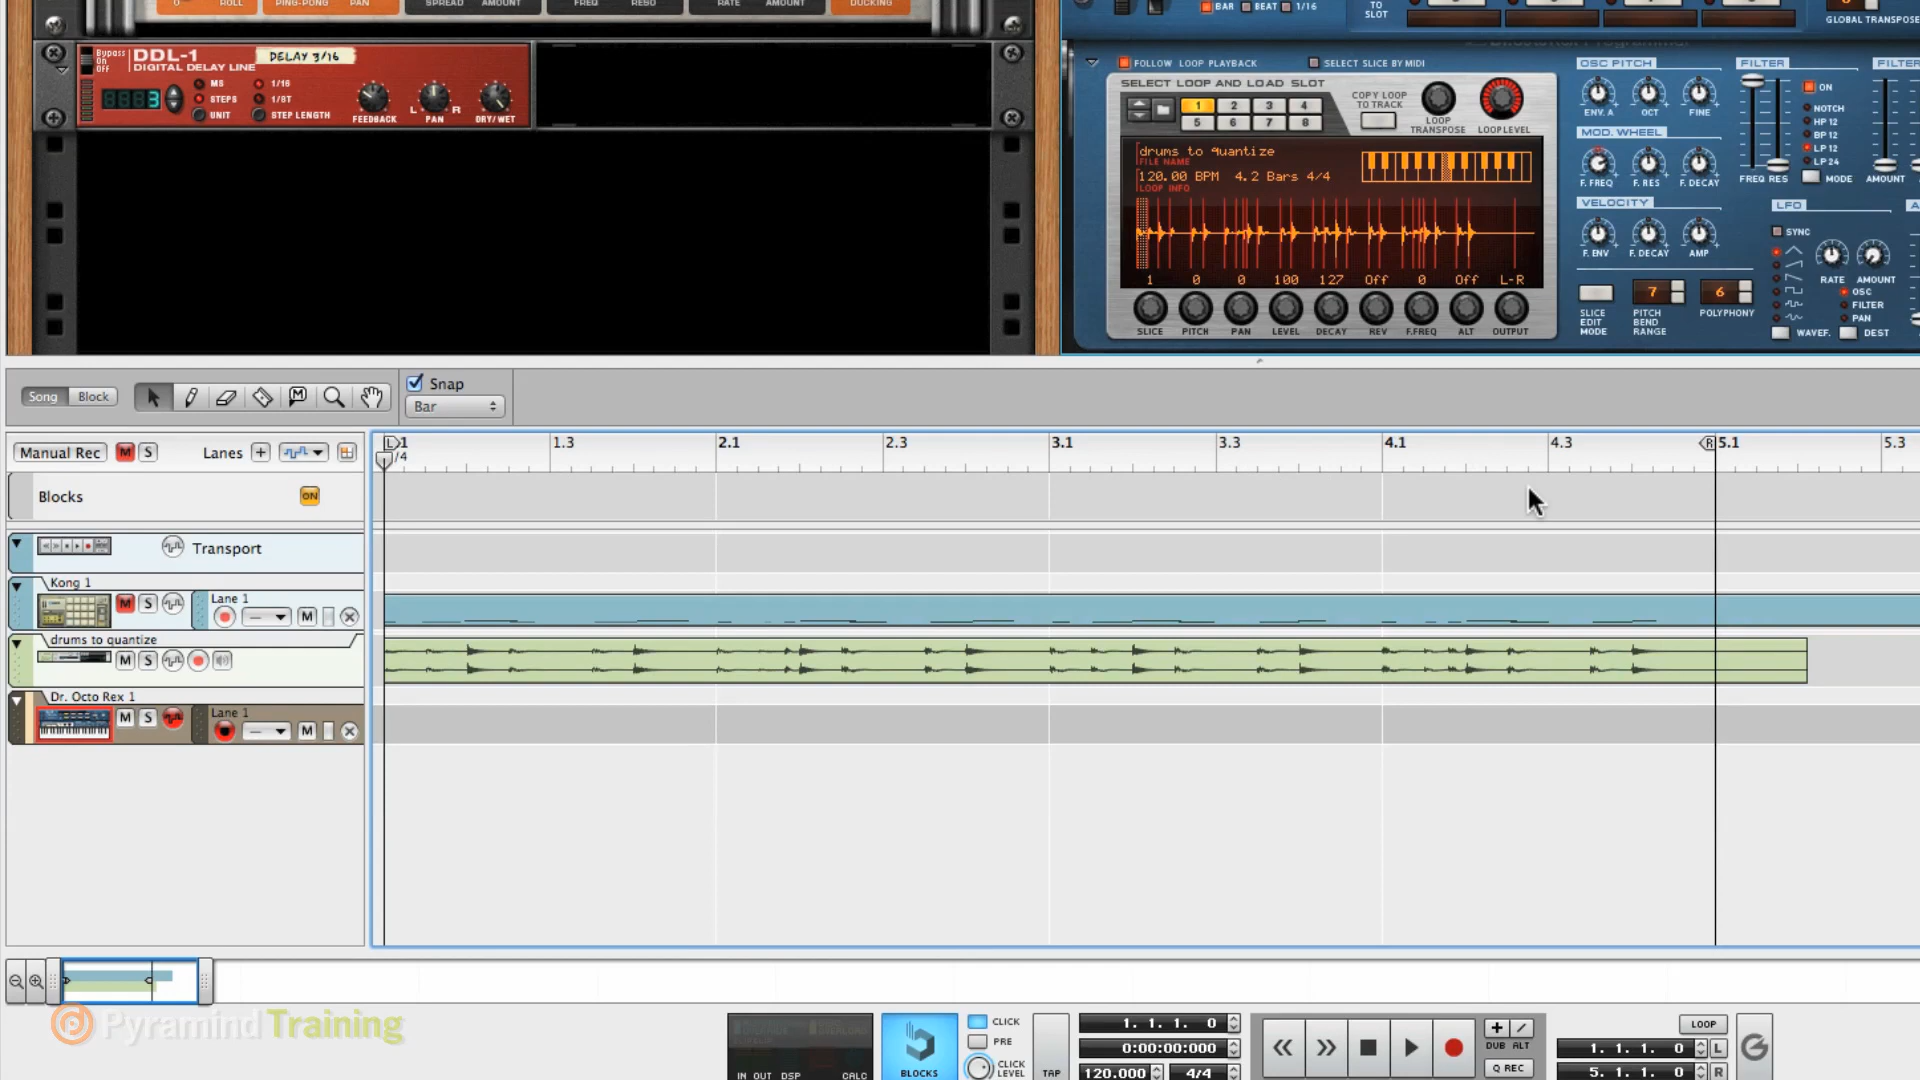 ROLL PING-PONG PAN SPREAD AMOUNT FREQ RESO RATE AMOUNT DUCKING
BAR BEAT 1/16
TO
SLOT
GLOBAL TRANSPOSE
Bypass
On
Off
DDL-1
DIGITAL DELAY LINE
DELAY 3/16
3
MS
STEPS
UNIT
1/16
1/8T
STEP LENGTH
FEEDBACK
L PAN R
DRY/WET
FOLLOW LOOP PLAYBACK
SELECT SLICE BY MIDI
SELECT LOOP AND LOAD SLOT
1 2 3 4
5 6 7 8
COPY LOOP
TO TRACK
LOOP
TRANSPOSE
LOOP LEVEL
drums to quantize
FILE NAME
120.00 BPM 4.2 Bars 4/4
LOOP INFO
1 0 0 100 127 Off 0 Off L-R
SLICE PITCH PAN LEVEL DECAY REV F.FREQ ALT OUTPUT
OSC PITCH
ENV. A OCT FINE
MOD. WHEEL
F. FREQ F. RES F. DECAY
VELOCITY
F. ENV F. DECAY AMP
SLICE
EDIT
MODE
7
PITCH
BEND
RANGE
6
POLYPHONY
FILTER
ON
NOTCH
HP 12
BP 12
LP 12
LP 24
FREQ RES MODE
FILTER
AMOUNT
LFO
SYNC
RATE AMOUNT
OSC
FILTER
PAN
WAVEF. DEST
Song Block
M
Snap
Bar
Manual Rec M S Lanes +
L 1 1.3 2.1 2.3 3.1 3.3 4.1 4.3 R 5.1 5.3
/4
Blocks ON
Transport
Kong 1
M S Lane 1
M
drums to quantize
M S
Dr. Octo Rex 1
M S Lane 1
M
Pyramind Training
IN OUT DSP CALC
BLOCKS
CLICK
PRE
CLICK
LEVEL
TAP
1. 1. 1. 0
0:00:00:000
120.000 4/4
DUB ALT
Q REC
LOOP
1. 1. 1. 0 L
5. 1. 1. 0 R